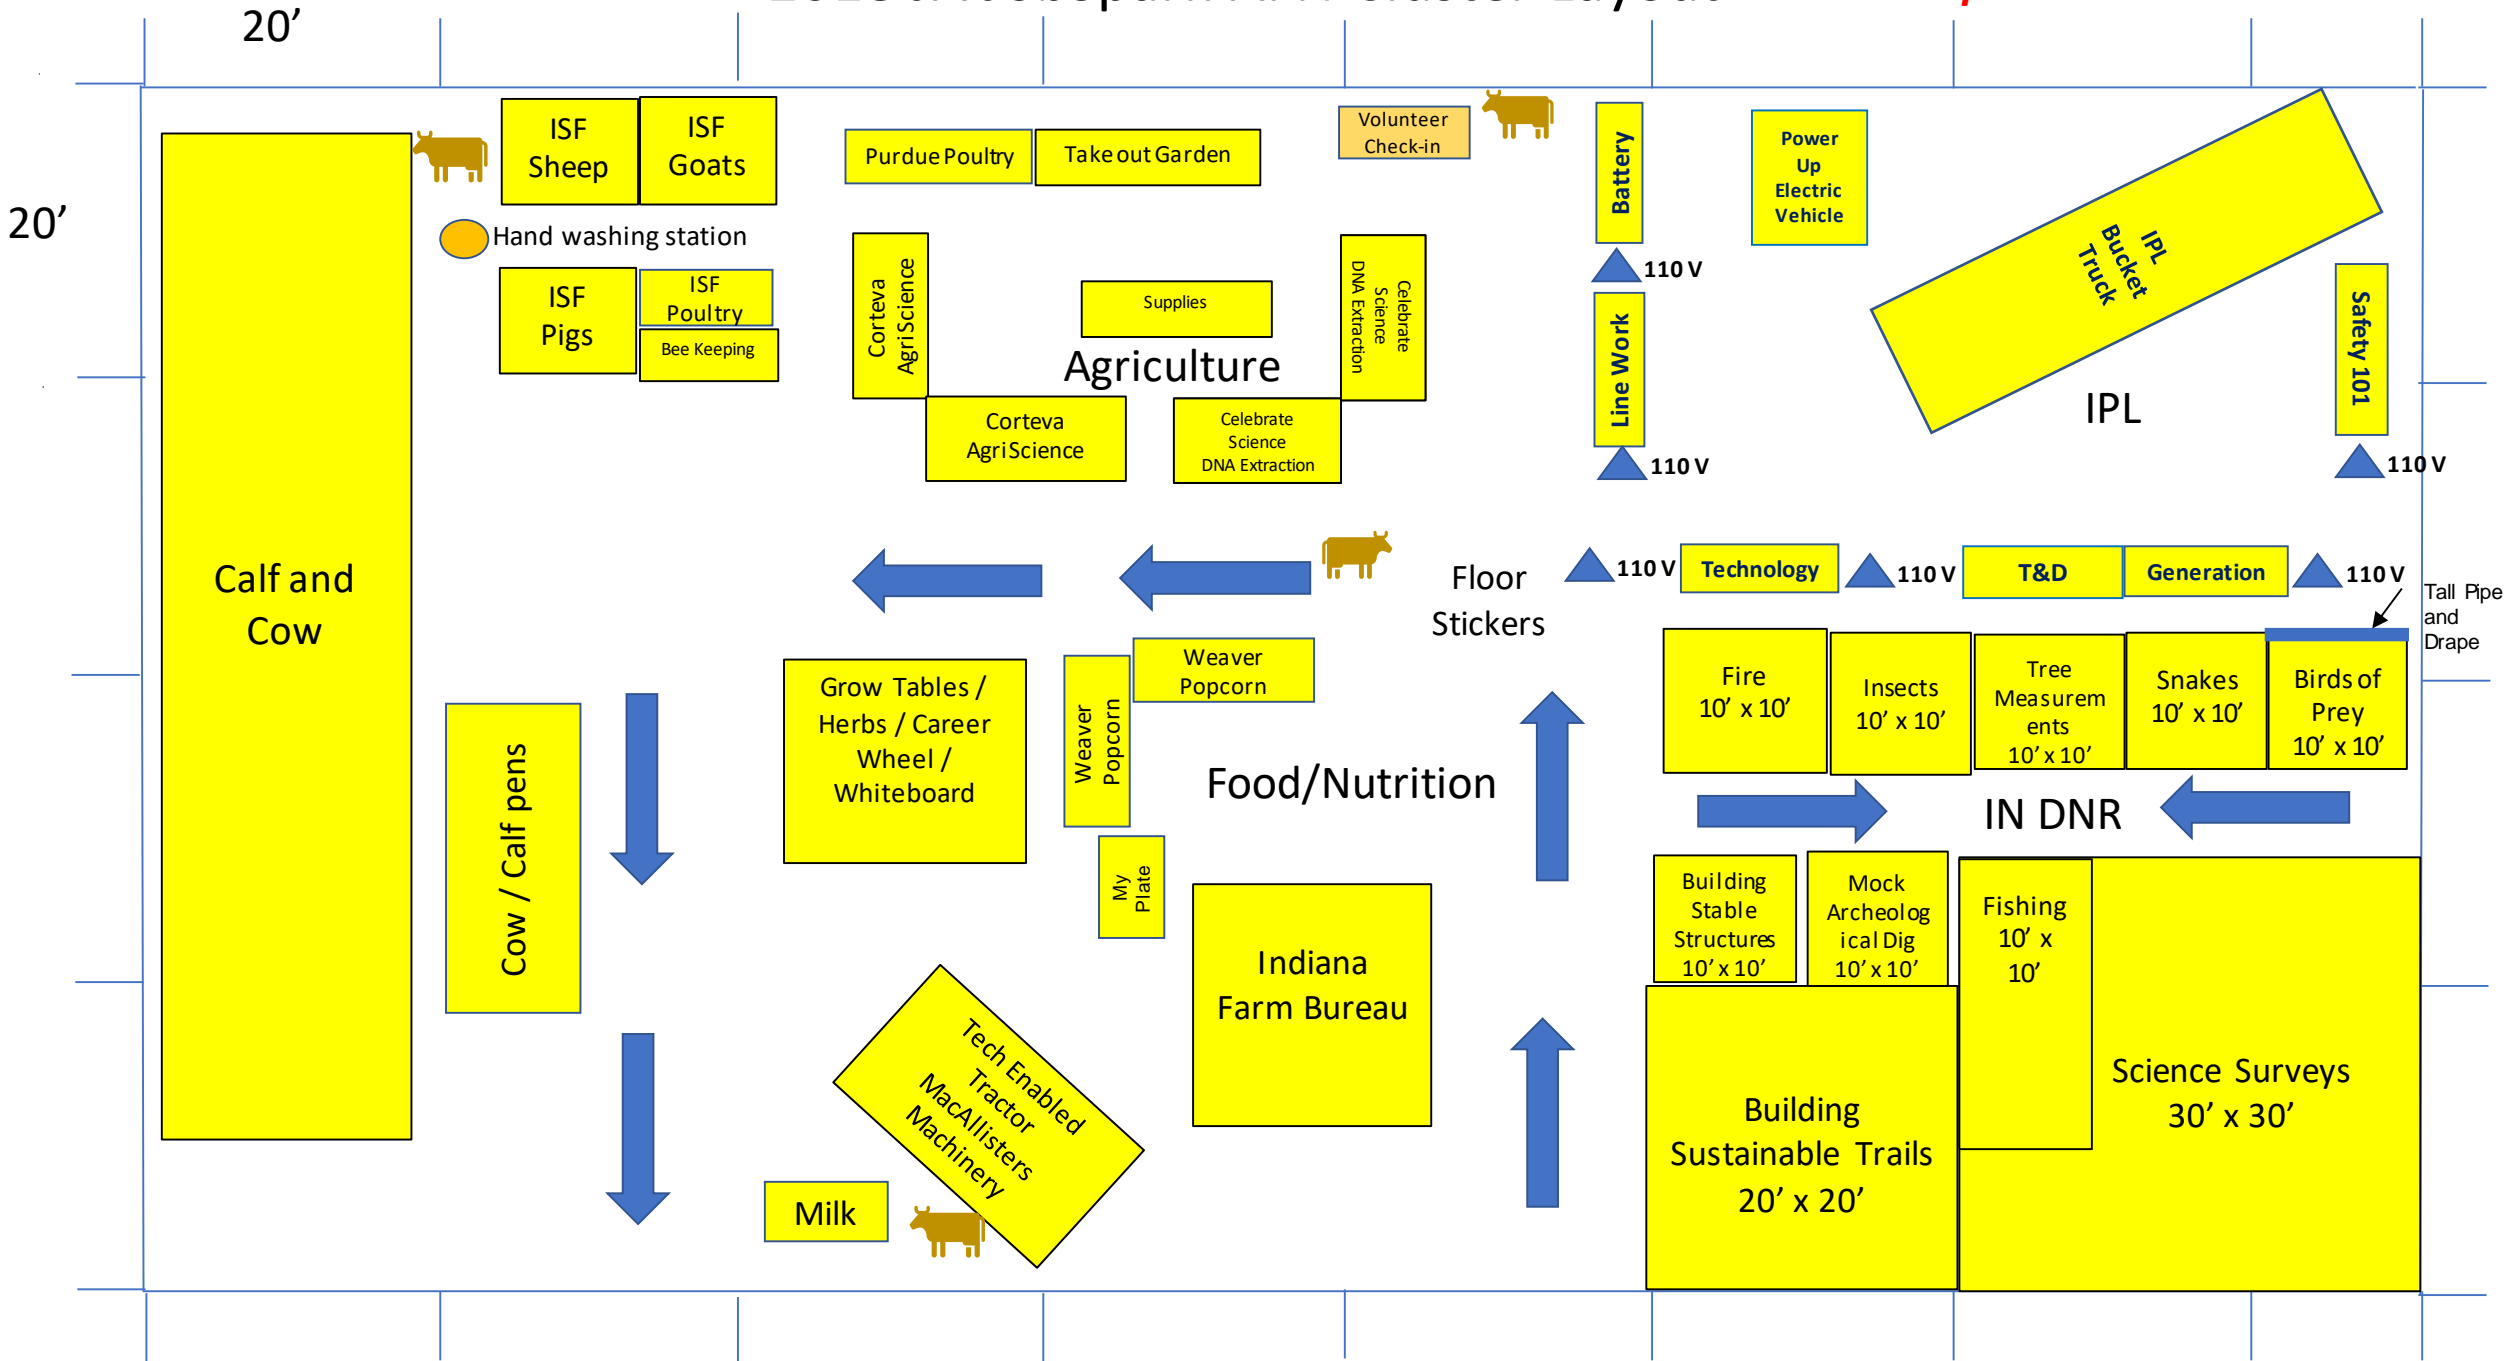 Cluster Layout
20’
20’
ISF
Sheep
ISF
Goats
Purdue Poultry
Take out Garden
Volunteer
Check-in
Battery
Power
Up
Electric
Vehicle
IPL
Bucket
Truck
Hand washing station
110 V
ISF
Pigs
ISF
Poultry
Bee Keeping
Corteva
AgriScience
Supplies
Celebrate
Science
DNA Extraction
Line Work
Safety 101
Agriculture
IPL
Corteva
AgriScience
Celebrate
Science
DNA Extraction
110 V
110 V
Calf and
Cow
Floor
Stickers
110 V
Technology
110 V
T&D
Generation
110 V
Tall Pipe
and
Drape
Grow Tables /
Herbs / Career
Wheel /
Whiteboard
Weaver
Popcorn
Weaver
Popcorn
Fire
10’ x 10’
Insects
10’ x 10’
Tree
Measurem
ents
10’ x 10’
Snakes
10’ x 10’
Birds of
Prey
10’ x 10’
Cow / Calf pens
Food/Nutrition
IN DNR
My
Plate
Building
Stable
Structures
10’ x 10’
Mock
Archeolog
ical Dig
10’ x 10’
Fishing
10’ x
10’
Indiana
Farm Bureau
Tech Enabled
Tractor
MacAllisters
Machinery
Science Surveys
30’ x 30’
Building
Sustainable Trails
20’ x 20’
Milk